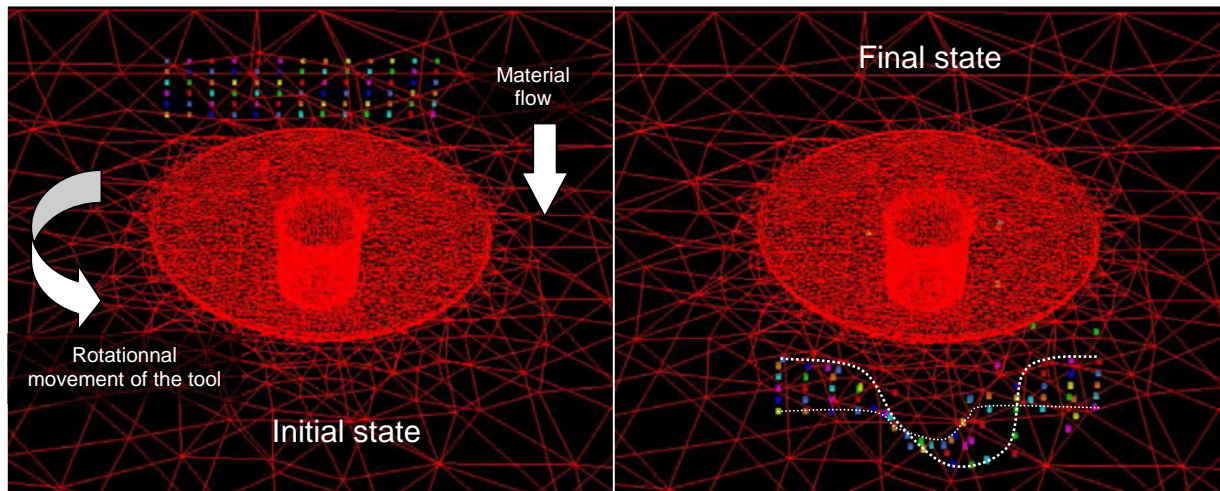 Material
flow
Rotationnal
movement of the tool
Initial state
Final state